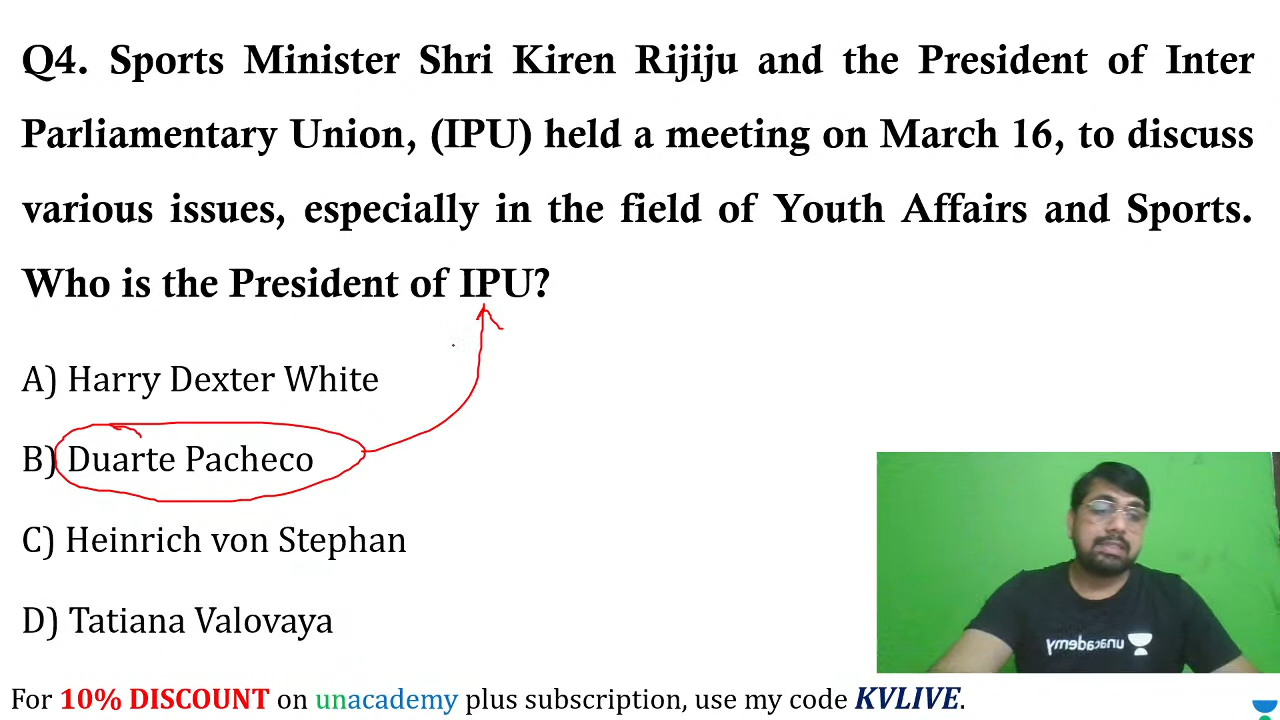 Q4. Sports Minister Shri Kiren Rijiju and the President of Inter
Parliamentary Union, (IPU) held a meeting on March 16, to discuss
various issues, especially in the field of Youth Affairs and Sports.
Who is the President of IPU?
A) Harry Dexter White
B) Duarte Pacheco
C) Heinrich von Stephan
D) Tatiana Valovaya
unacademy
For 10% DISCOUNT on unacademy plus subscription, use my code KVLIVE.